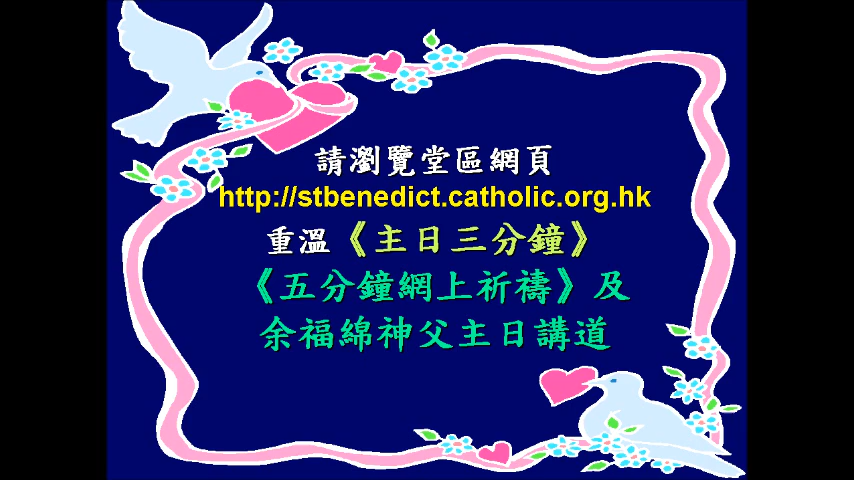 請瀏覽堂區網頁
http://stbenedict.catholic.org.hk
重溫《主日三分鐘》
《五分鐘網上祈禱》及
余福綿神父主日講道